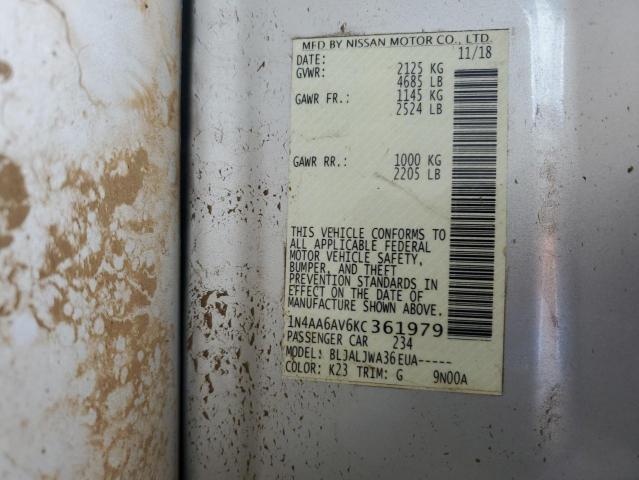 MFD BY NISSAN MOTOR CO., LTD.
DATE: 11/18
GVWR: 2125 KG
4685 LB
GAWR FR.: 1145 KG
2524 LB
GAWR RR.: 1000 KG
2205 LB
THIS VEHICLE CONFORMS TO
ALL APPLICABLE FEDERAL
MOTOR VEHICLE SAFETY,
BUMPER, AND THEFT
PREVENTION STANDARDS IN
EFFECT ON THE DATE OF
MANUFACTURE SHOWN ABOVE.
1N4AA6AV6KC361979
PASSENGER CAR 234
MODEL: BLJALJWA36EUA-----
COLOR: K23 TRIM: G 9N00A